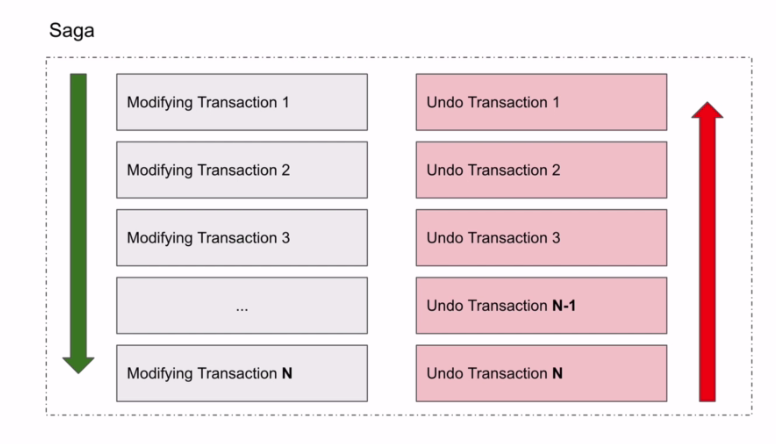 Saga
Modifying Transaction 1
Undo Transaction 1
Modifying Transaction 2
Undo Transaction 2
Modifying Transaction 3
Undo Transaction 3
...
Undo Transaction N-1
Modifying Transaction N
Undo Transaction N